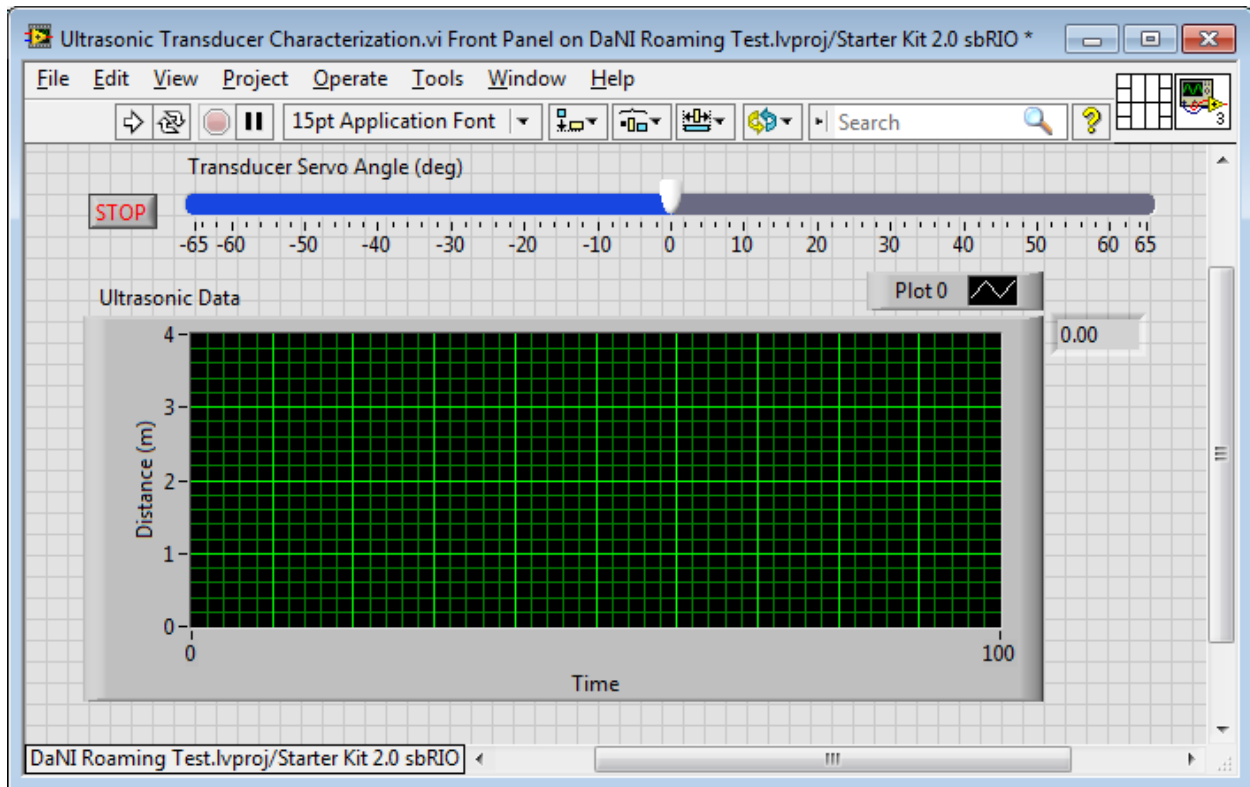 Ultrasonic Transducer Characterization.vi Front Panel on DaNI Roaming Test.lvproj/Starter Kit 2.0 sbRIO *
File Edit View Project Operate Tools Window Help
15pt Application Font Search ? 3
Transducer Servo Angle (deg)
STOP
-65 -60 -50 -40 -30 -20 -10 0 10 20 30 40 50 60 65
Ultrasonic Data
Plot 0
0.00
4
3
2
1
0
Distance (m)
0 100
Time
DaNI Roaming Test.lvproj/Starter Kit 2.0 sbRIO